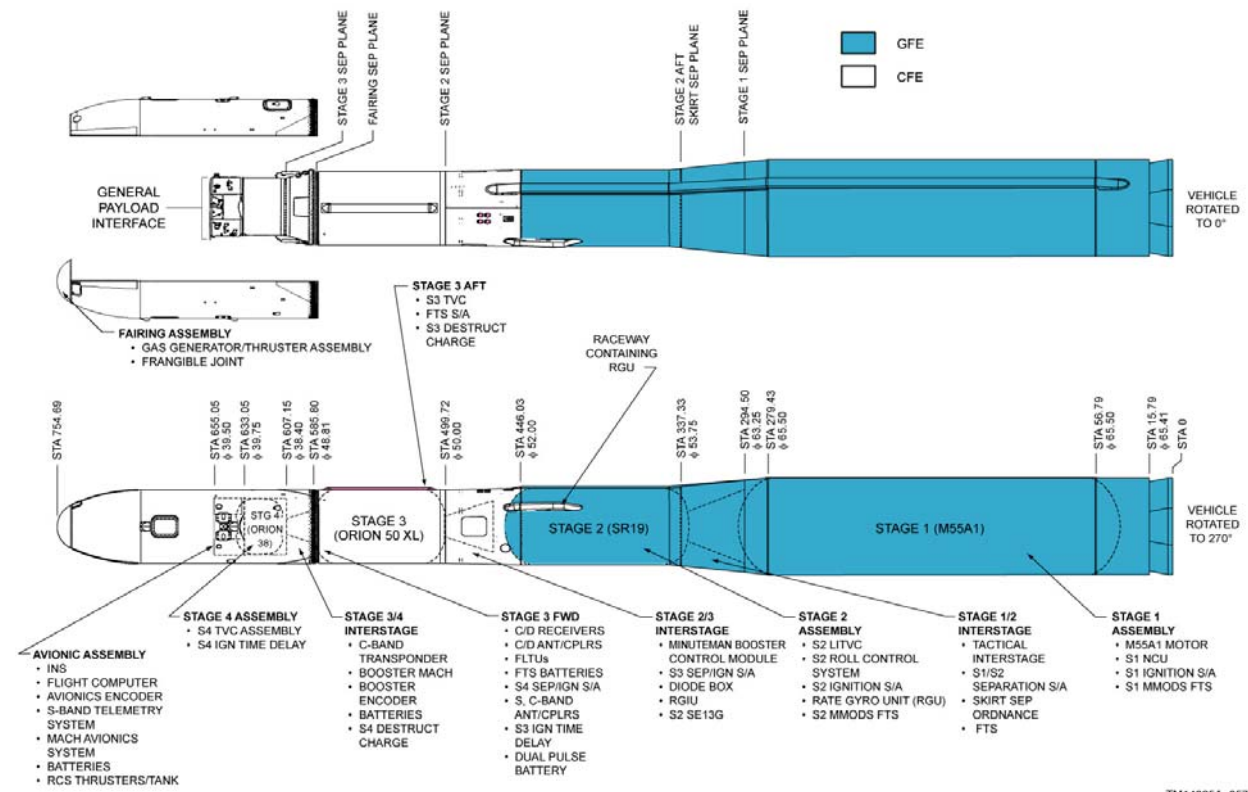 STAGE 3 SEP PLANE
FAIRING SEP PLANE
STAGE 2 SEP PLANE
STAGE 2 AFT
SKIRT SEP PLANE
STAGE 1 SEP PLANE
GFE
CFE
GENERAL
PAYLOAD
INTERFACE
VEHICLE
ROTATED
TO 0°
FAIRING ASSEMBLY
• GAS GENERATOR/THRUSTER ASSEMBLY
• FRANGIBLE JOINT
STAGE 3 AFT
• S3 TVC
• FTS S/A
• S3 DESTRUCT
CHARGE
RACEWAY
CONTAINING
RGU
STA 754.69
STA 655.05
ϕ 39.50
STA 633.05
ϕ 39.75
STA 607.15
ϕ 38.40
STA 585.80
ϕ 48.81
STA 499.72
ϕ 50.00
STA 446.03
ϕ 52.00
STA 337.33
ϕ 53.75
STA 294.50
ϕ 63.25
STA 279.43
ϕ 65.50
STA 56.79
ϕ 65.50
STA 15.79
ϕ 65.41
STA 0
STG 4
(ORION
38)
STAGE 3
(ORION 50 XL)
STAGE 2 (SR19)
STAGE 1 (M55A1)
VEHICLE
ROTATED
TO 270°
AVIONIC ASSEMBLY
• INS
• FLIGHT COMPUTER
• AVIONICS ENCODER
• S-BAND TELEMETRY
SYSTEM
• MACH AVIONICS
SYSTEM
• BATTERIES
• RCS THRUSTERS/TANK
STAGE 4 ASSEMBLY
• S4 TVC ASSEMBLY
• S4 IGN TIME DELAY
STAGE 3/4
INTERSTAGE
• C-BAND
TRANSPONDER
• BOOSTER MACH
• BOOSTER
ENCODER
• BATTERIES
• S4 DESTRUCT
CHARGE
STAGE 3 FWD
• C/D RECEIVERS
• C/D ANT/CPLRS
• FLTUs
• FTS BATTERIES
• S4 SEP/IGN S/A
• S, C-BAND
ANT/CPLRS
• S3 IGN TIME
DELAY
• DUAL PULSE
BATTERY
STAGE 2/3
INTERSTAGE
• MINUTEMAN BOOSTER
CONTROL MODULE
• S3 SEP/IGN S/A
• DIODE BOX
• RGIU
• S2 SE13G
STAGE 2
ASSEMBLY
• S2 LITVC
• S2 ROLL CONTROL
SYSTEM
• S2 IGNITION S/A
• RATE GYRO UNIT (RGU)
• S2 MMODS FTS
STAGE 1/2
INTERSTAGE
• TACTICAL
INTERSTAGE
• S1/S2
SEPARATION S/A
• SKIRT SEP
ORDNANCE
• FTS
STAGE 1
ASSEMBLY
• M55A1 MOTOR
• S1 NCU
• S1 IGNITION S/A
• S1 MMODS FTS